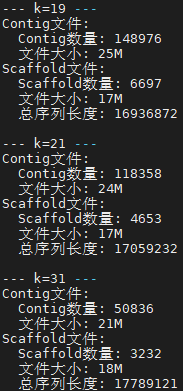 --- k=19 ---
Contig文件:
  Contig数量: 148976
  文件大小: 25M
Scaffold文件:
  Scaffold数量: 6697
  文件大小: 17M
  总序列长度: 16936872

--- k=21 ---
Contig文件:
  Contig数量: 118358
  文件大小: 24M
Scaffold文件:
  Scaffold数量: 4653
  文件大小: 17M
  总序列长度: 17059232

--- k=31 ---
Contig文件:
  Contig数量: 50836
  文件大小: 21M
Scaffold文件:
  Scaffold数量: 3232
  文件大小: 18M
  总序列长度: 17789121